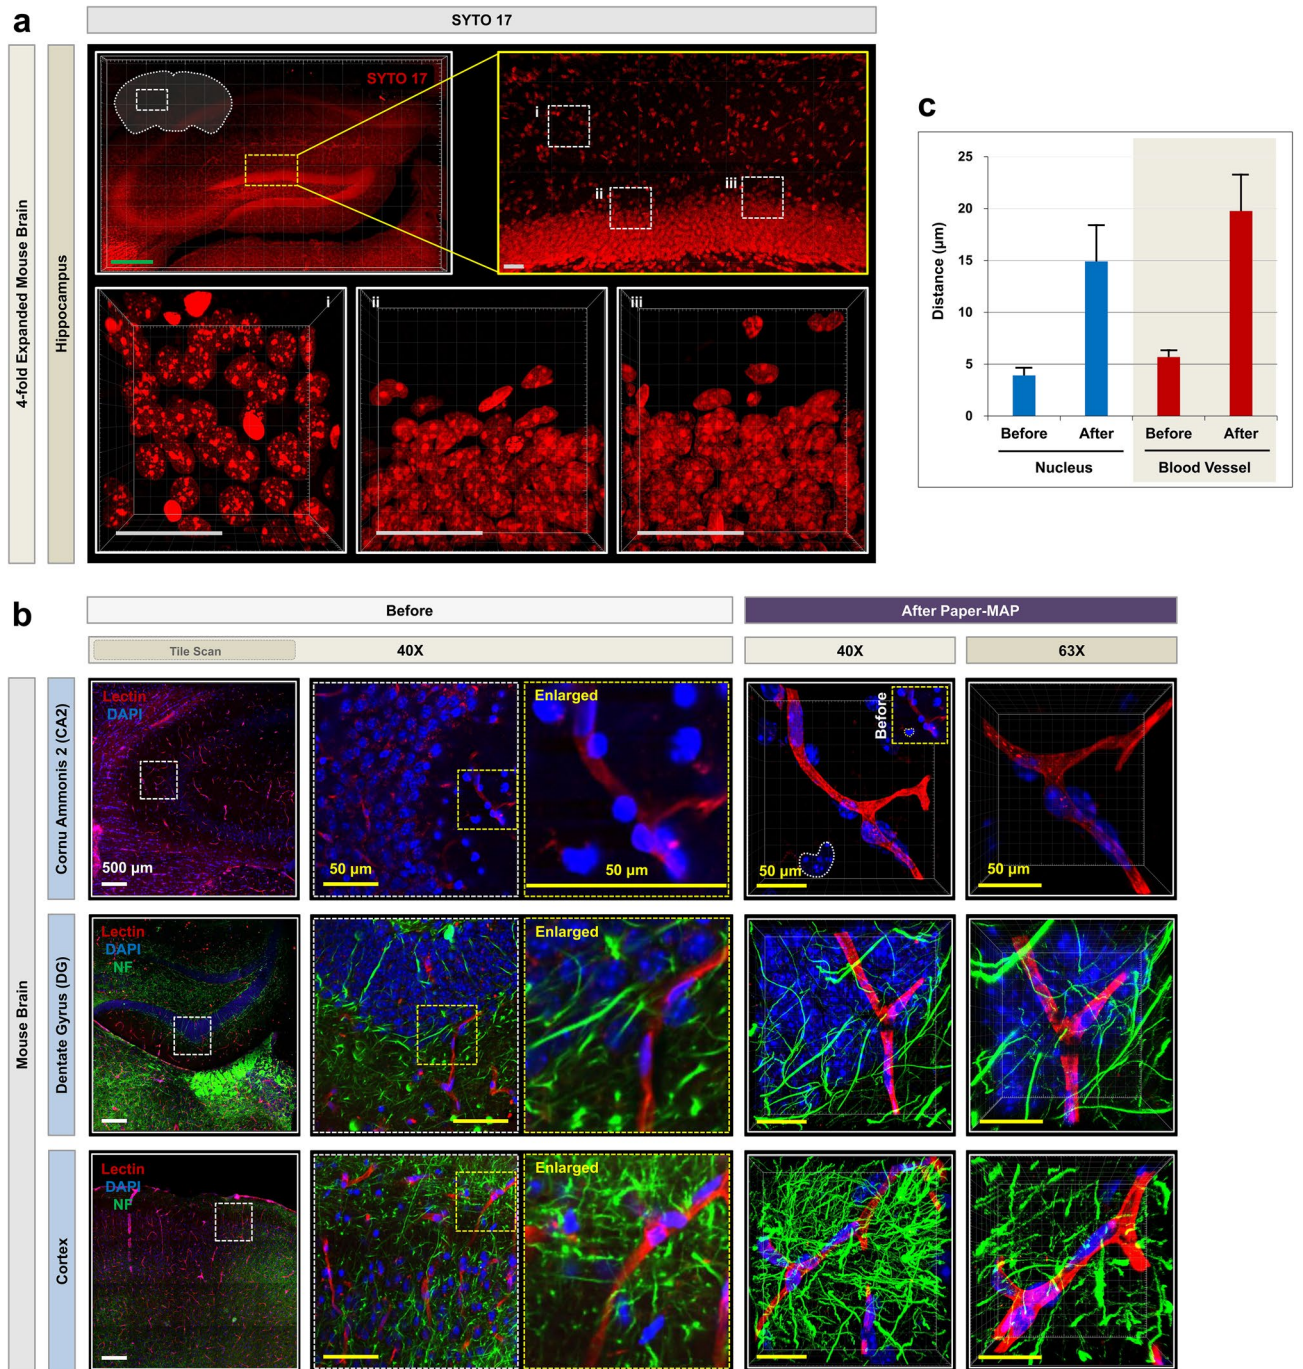 a
SYTO 17
4-fold Expanded Mouse Brain
Hippocampus
SYTO 17
i
ii
iii
i
ii
iii
c
25
20
15
10
5
0
Distance (µm)
Before
After
Before
After
Nucleus
Blood Vessel
b
Before
After Paper-MAP
Tile Scan
40X
40X
63X
Mouse Brain
Cornu Ammonis 2 (CA2)
Lectin
DAPI
500 µm
50 µm
Enlarged
50 µm
Before
50 µm
50 µm
Dentate Gyrus (DG)
Lectin
DAPI
NF
Enlarged
Cortex
Lectin
DAPI
NF
Enlarged